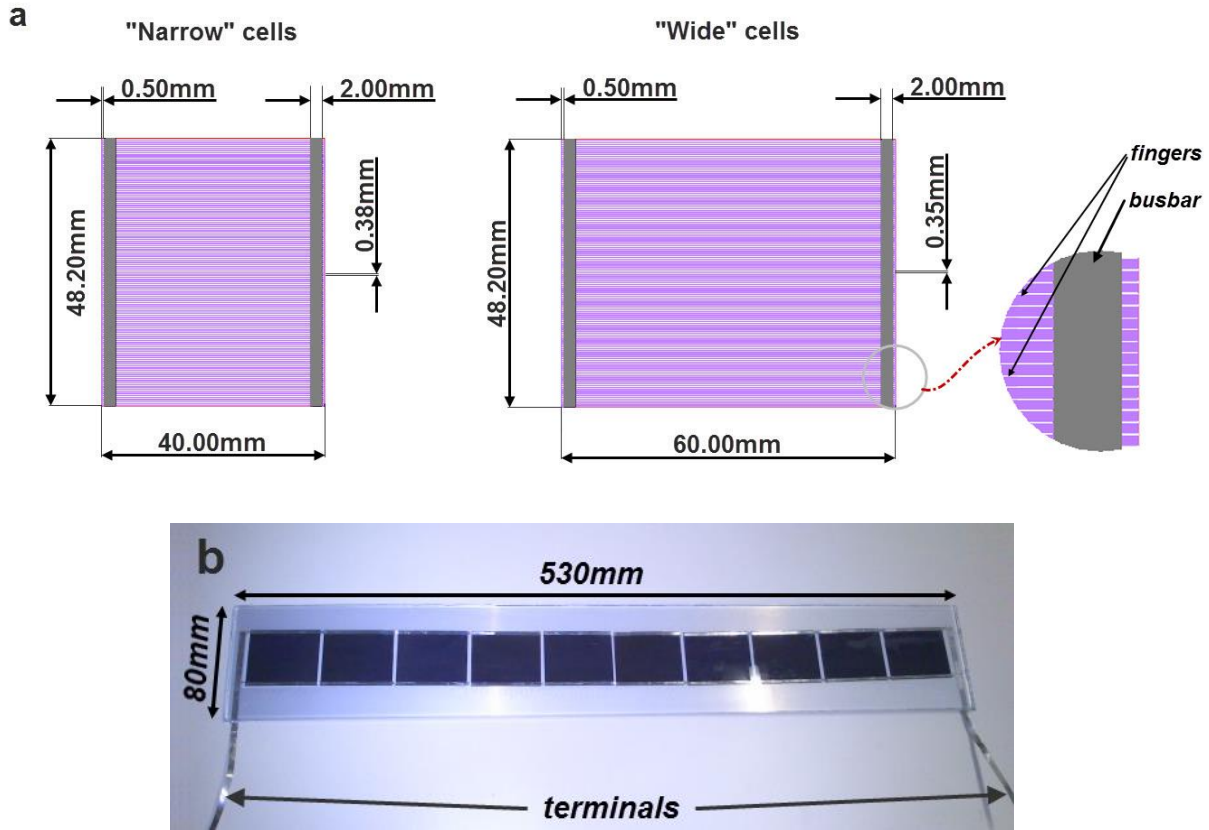 a
"Narrow" cells
"Wide" cells
0.50mm
2.00mm
0.50mm
2.00mm
48.20mm
0.38mm
48.20mm
0.35mm
fingers
busbar
40.00mm
60.00mm
b
530mm
80mm
terminals